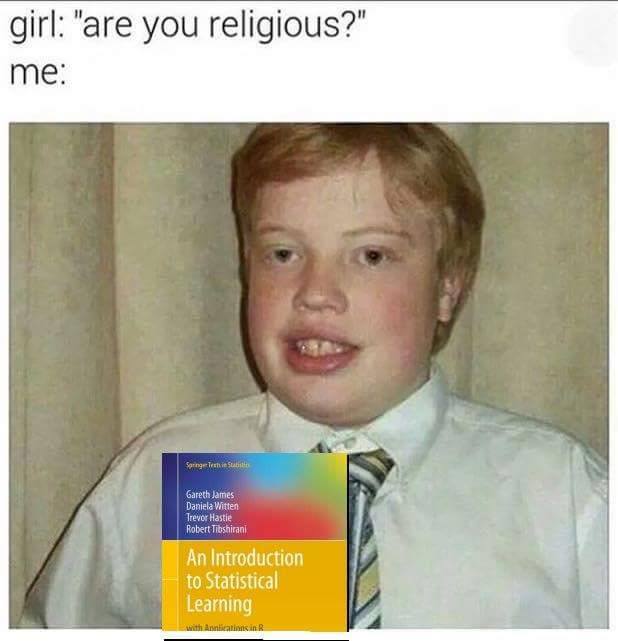 girl: "are you religious?"
me:
Springer Texts in Statistics
Gareth James
Daniela Witten
Trevor Hastie
Robert Tibshirani
An Introduction
to Statistical
Learning
with Applications in R